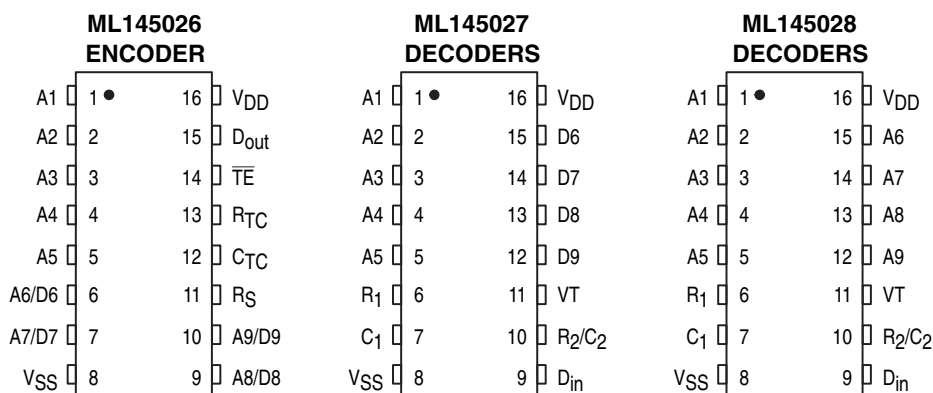 ML145026
ENCODER
A1 1 16 VDD
A2 2 15 Dout
A3 3 14 T̅E̅
A4 4 13 RTC
A5 5 12 CTC
A6/D6 6 11 RS
A7/D7 7 10 A9/D9
VSS 8 9 A8/D8
ML145027
DECODERS
A1 1 16 VDD
A2 2 15 D6
A3 3 14 D7
A4 4 13 D8
A5 5 12 D9
R1 6 11 VT
C1 7 10 R2/C2
VSS 8 9 Din
ML145028
DECODERS
A1 1 16 VDD
A2 2 15 A6
A3 3 14 A7
A4 4 13 A8
A5 5 12 A9
R1 6 11 VT
C1 7 10 R2/C2
VSS 8 9 Din